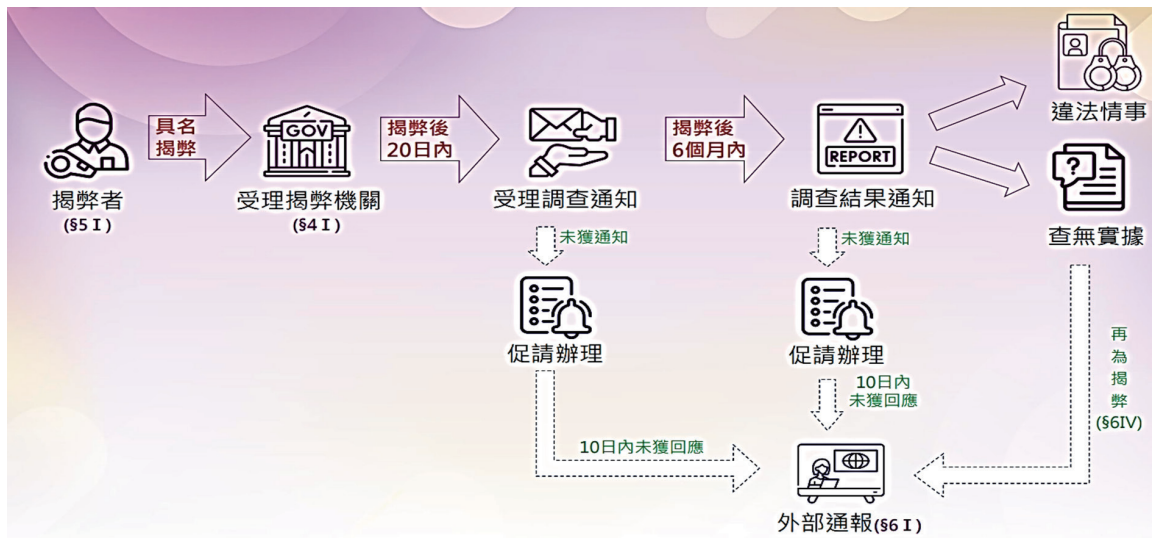 具名
揭弊
揭弊者
(§5 I)
GOV
受理揭弊機關
(§4 I)
揭弊後
20日內
受理調查通知
揭弊後
6個月內
REPORT
調查結果通知
違法情事
?
查無實據
未獲通知
促請辦理
10日內未獲回應
未獲通知
促請辦理
10日內
未獲回應
再
為
揭
弊
(§6IV)
外部通報(§6 I)